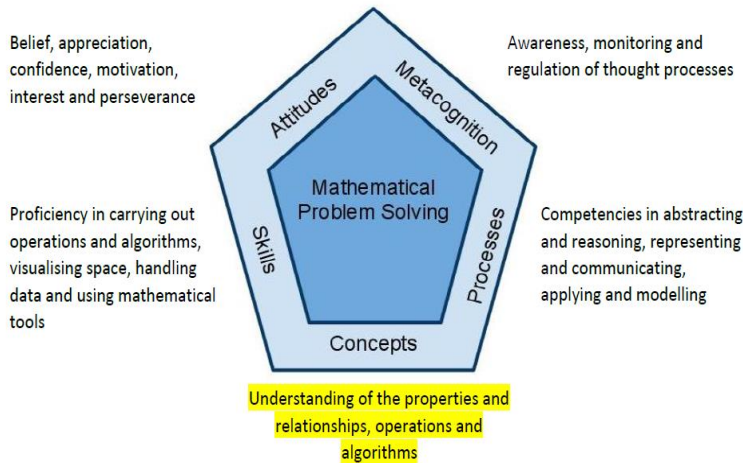 Belief, appreciation,
confidence, motivation,
interest and perseverance
Awareness, monitoring and
regulation of thought processes
Attitudes
Metacognition
Mathematical
Problem Solving
Proficiency in carrying out
operations and algorithms,
visualising space, handling
data and using mathematical
tools
Skills
Processes
Competencies in abstracting
and reasoning, representing
and communicating,
applying and modelling
Concepts
Understanding of the properties and
relationships, operations and
algorithms